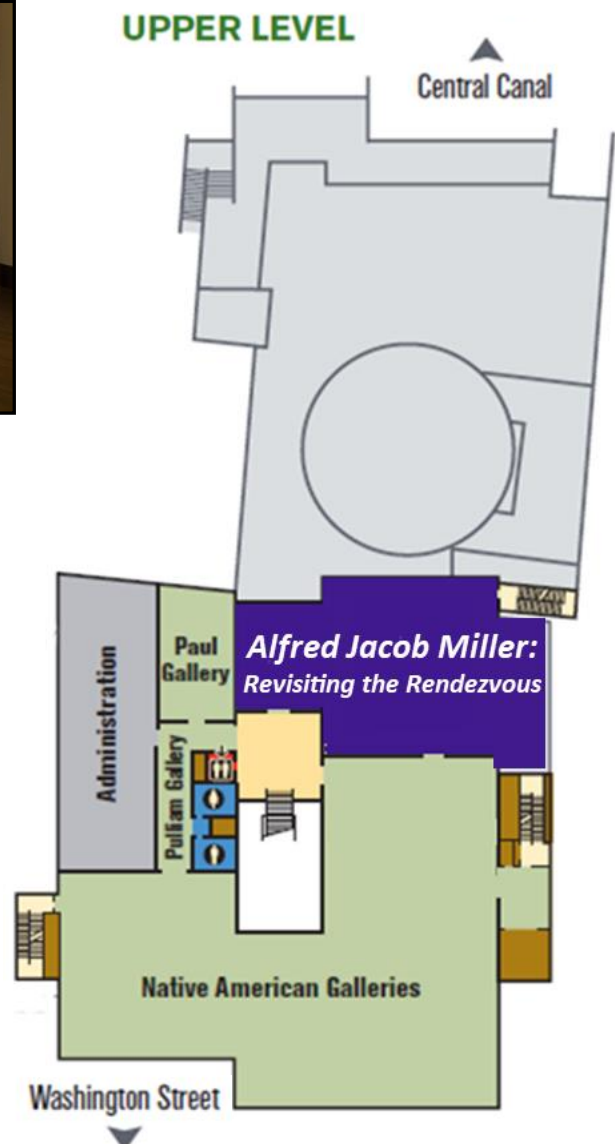 UPPER LEVEL
Central Canal
Alfred Jacob Miller:
Revisiting the Rendezvous
Paul
Gallery
Administration
Pulliam Gallery
Native American Galleries
Washington Street